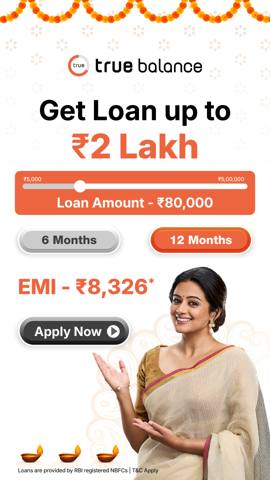 true
true balance
Get Loan up to
₹2 Lakh
₹5,000 ₹5,00,000
Loan Amount - ₹80,000
6 Months 12 Months
EMI - ₹8,326*
Apply Now
Loans are provided by RBI registered NBFCs | T&C Apply